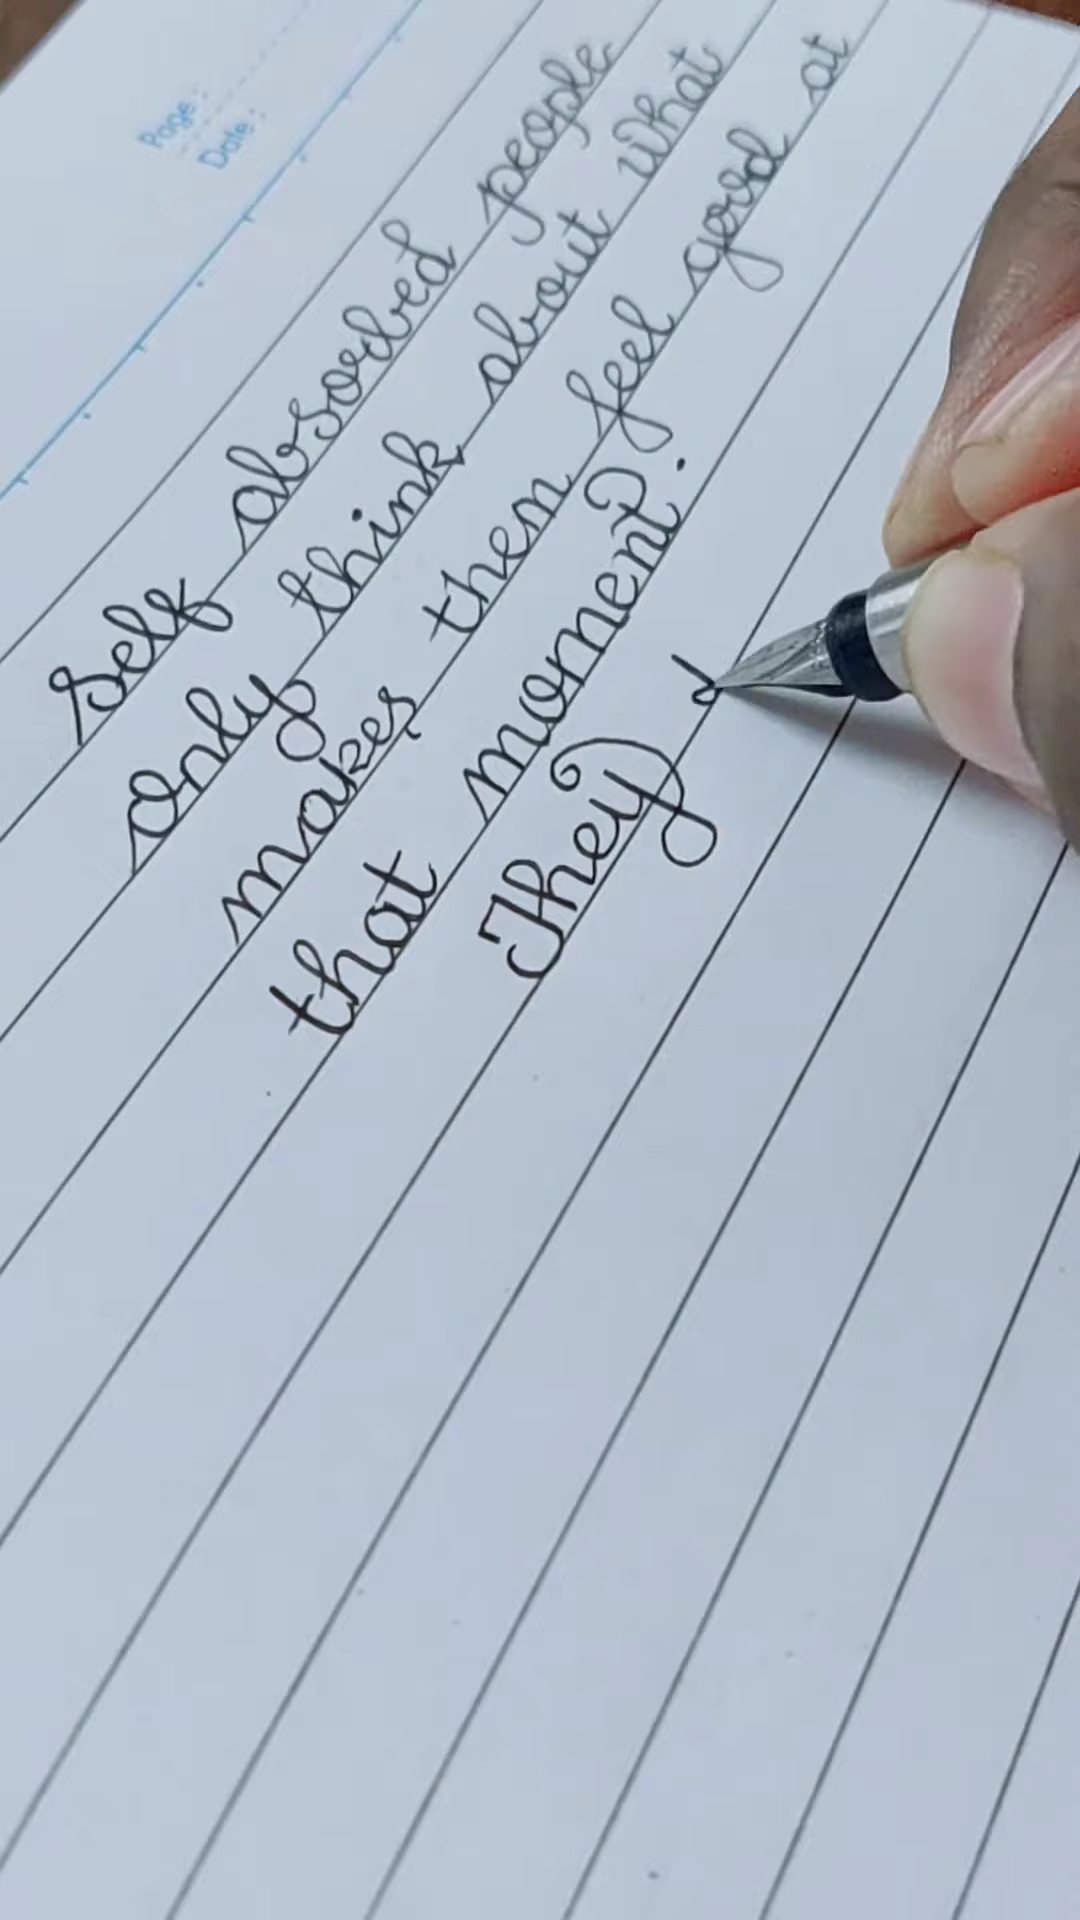 Page:
Date:
Self absorbed people
only think about what
makes them feel good at
that moment.
They